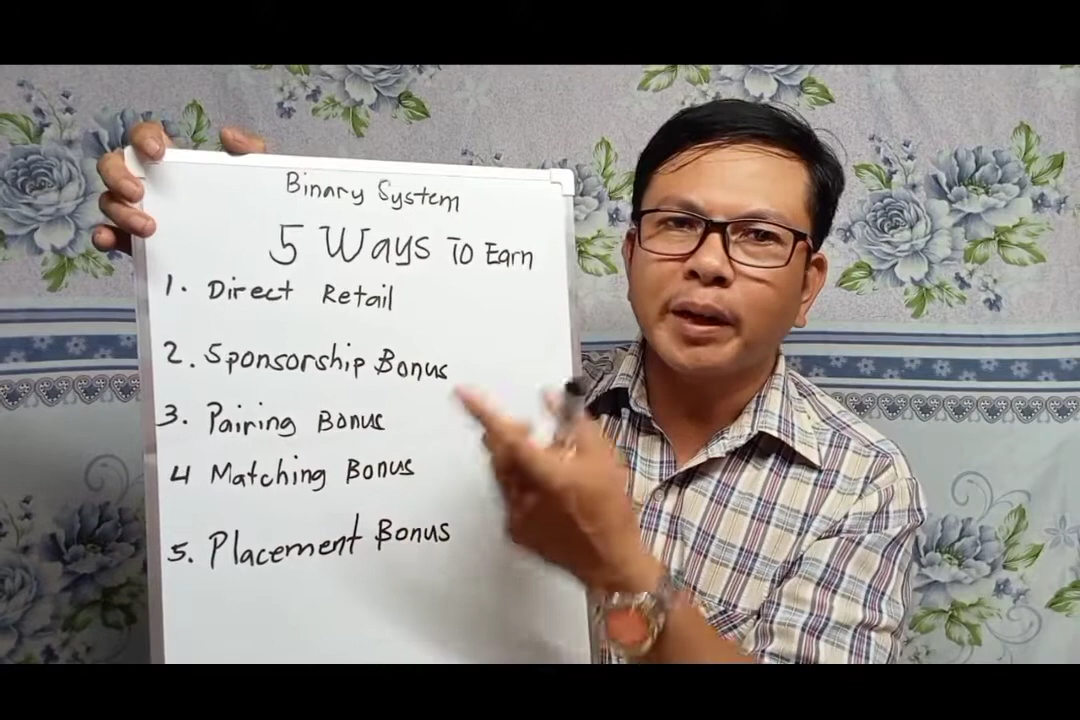 Binary System
5 Ways To Earn
1. Direct Retail
2. Sponsorship Bonus
3. Pairing Bonus
4 Matching Bonus
5. Placement Bonus